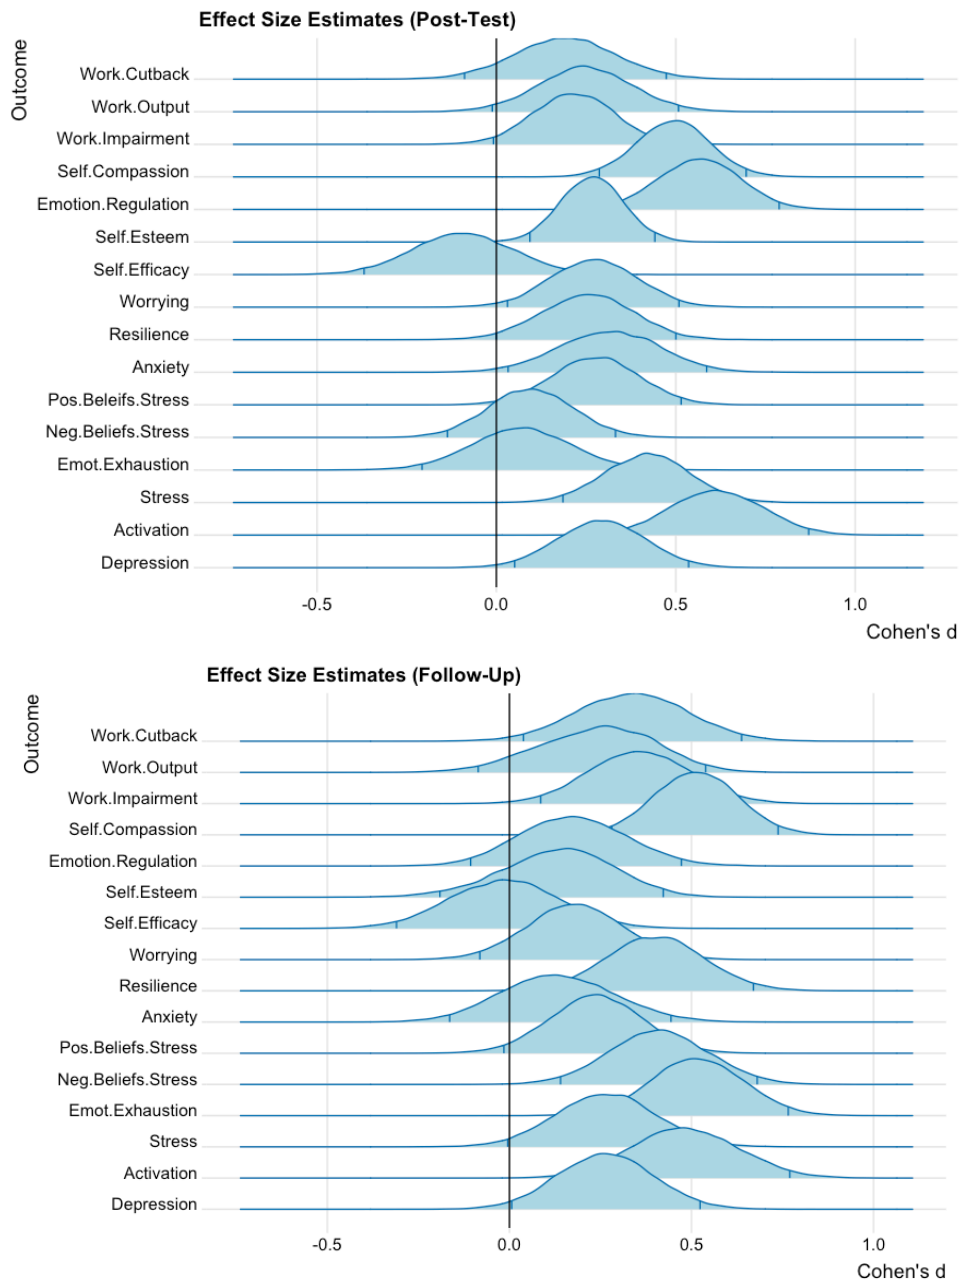 Effect Size Estimates (Post-Test)
Outcome
Work.Cutback
Work.Output
Work.Impairment
Self.Compassion
Emotion.Regulation
Self.Esteem
Self.Efficacy
Worrying
Resilience
Anxiety
Pos.Beleifs.Stress
Neg.Beliefs.Stress
Emot.Exhaustion
Stress
Activation
Depression
-0.5 0.0 0.5 1.0
Cohen's d
Effect Size Estimates (Follow-Up)
Outcome
Work.Cutback
Work.Output
Work.Impairment
Self.Compassion
Emotion.Regulation
Self.Esteem
Self.Efficacy
Worrying
Resilience
Anxiety
Pos.Beliefs.Stress
Neg.Beliefs.Stress
Emot.Exhaustion
Stress
Activation
Depression
-0.5 0.0 0.5 1.0
Cohen's d